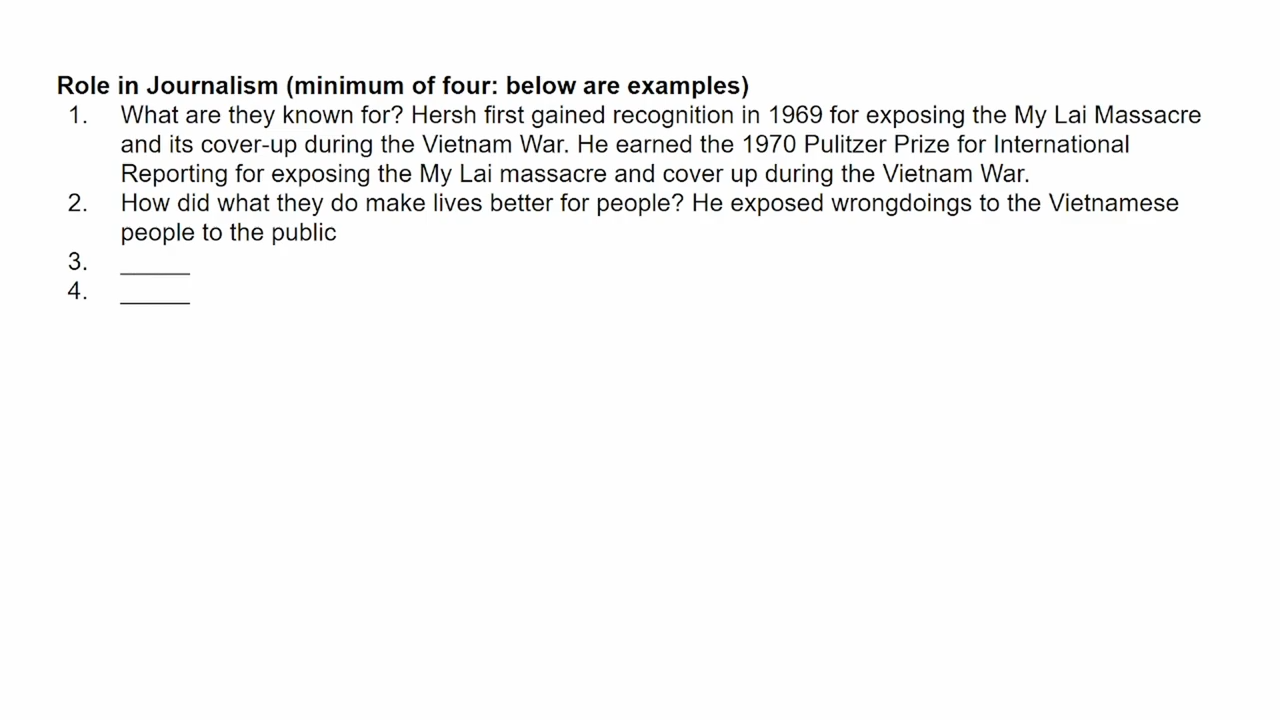 Role in Journalism (minimum of four: below are examples)
1. What are they known for? Hersh first gained recognition in 1969 for exposing the My Lai Massacre
and its cover-up during the Vietnam War. He earned the 1970 Pulitzer Prize for International
Reporting for exposing the My Lai massacre and cover up during the Vietnam War.
2. How did what they do make lives better for people? He exposed wrongdoings to the Vietnamese
people to the public
3. _____
4. _____